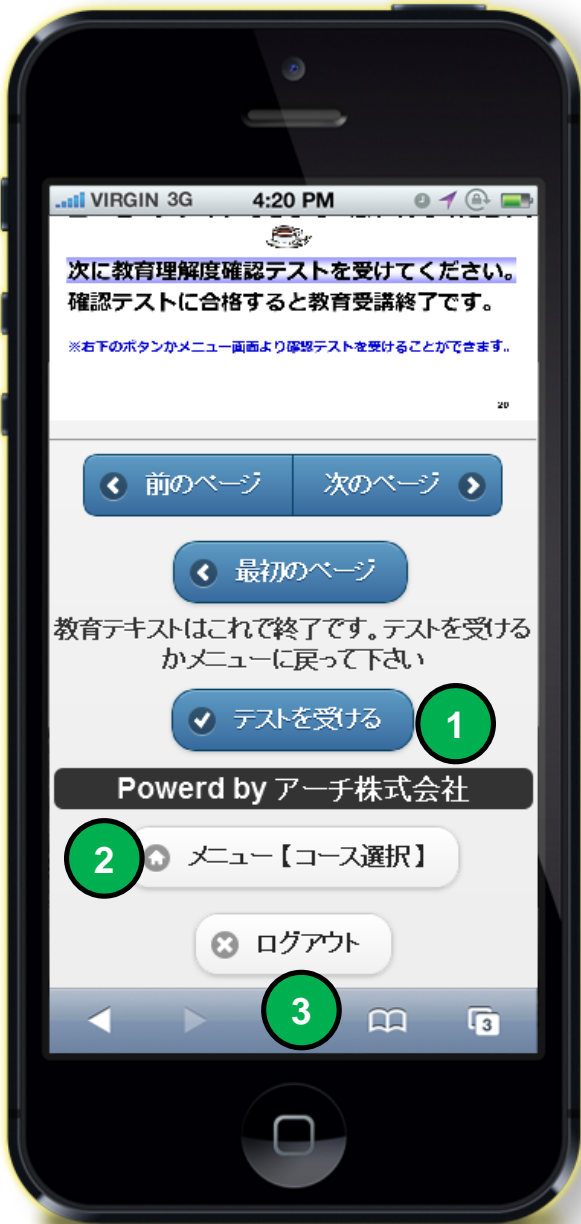 VIRGIN 3G 4:20 PM
次に教育理解度確認テストを受けてください。
確認テストに合格すると教育受講終了です。
※右下のボタンかメニュー画面より確認テストを受けることができます..
20
前のページ 次のページ
最初のページ
教育テキストはこれで終了です。テストを受ける
かメニューに戻って下さい
テストを受ける
1
Powerd by アーチ株式会社
2
メニュー【コース選択】
ログアウト
3
3